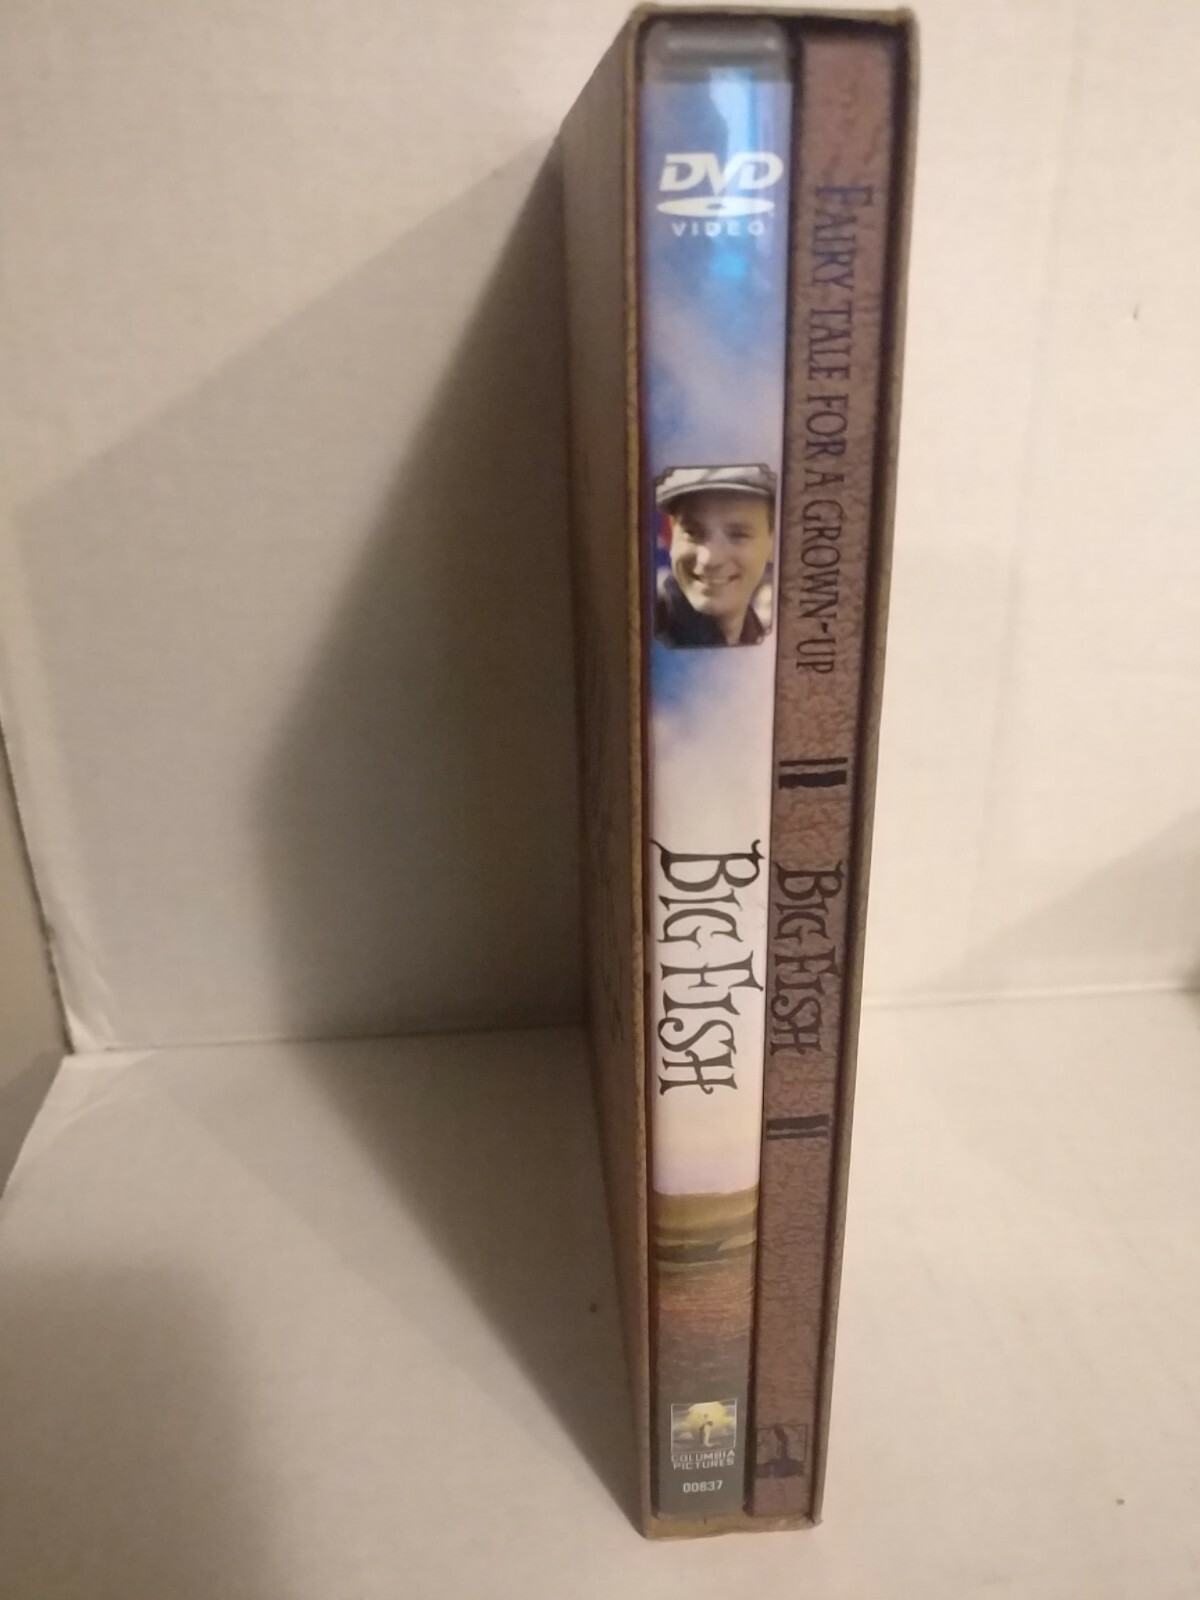 DVD
VIDEO
BIG FISH
COLUMBIA
PICTURES
00837
FAIRY TALE FOR A GROWN-UP
BIG FISH